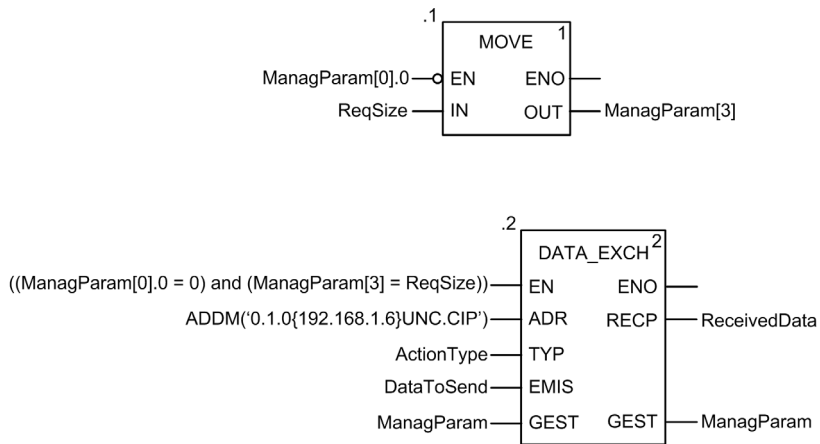 .1
MOVE 1
ManagParam[0].0 EN ENO
ReqSize IN OUT ManagParam[3]
.2
DATA_EXCH 2
((ManagParam[0].0 = 0) and (ManagParam[3] = ReqSize)) EN ENO
ADDM(‘0.1.0{192.168.1.6}UNC.CIP’) ADR RECP ReceivedData
ActionType TYP
DataToSend EMIS
ManagParam GEST GEST ManagParam